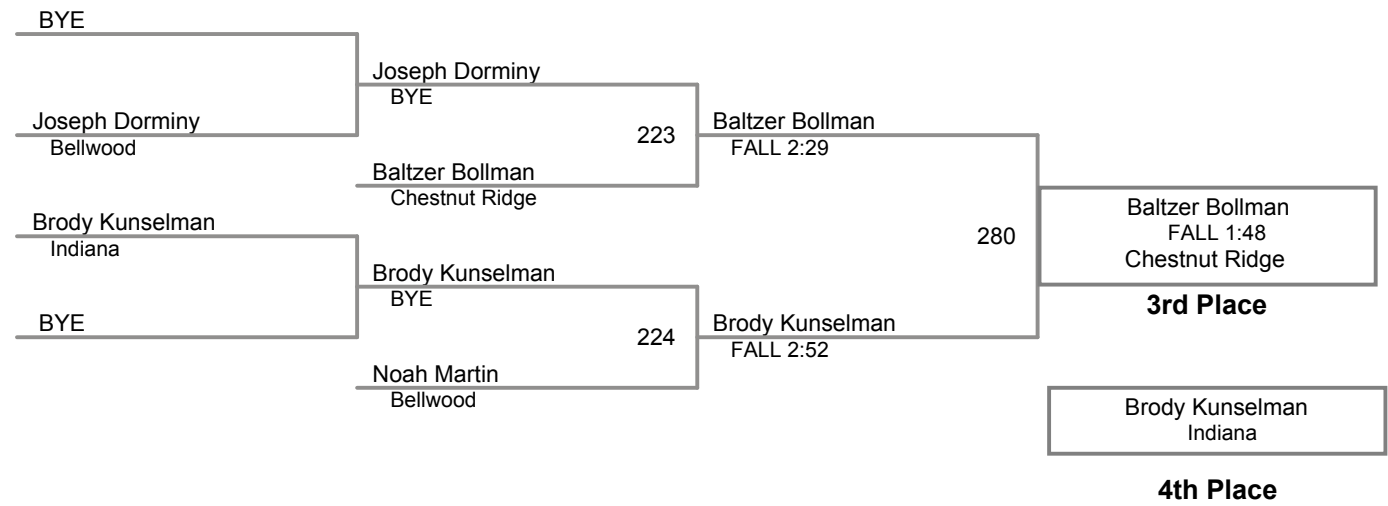 BYE
Joseph Dorminy
BYE
Joseph Dorminy
Bellwood
223
Baltzer Bollman
FALL 2:29
Baltzer Bollman
Chestnut Ridge
Brody Kunselman
Indiana
280
Baltzer Bollman
FALL 1:48
Chestnut Ridge
3rd Place
Brody Kunselman
BYE
BYE
224
Brody Kunselman
FALL 2:52
Noah Martin
Bellwood
Brody Kunselman
Indiana
4th Place